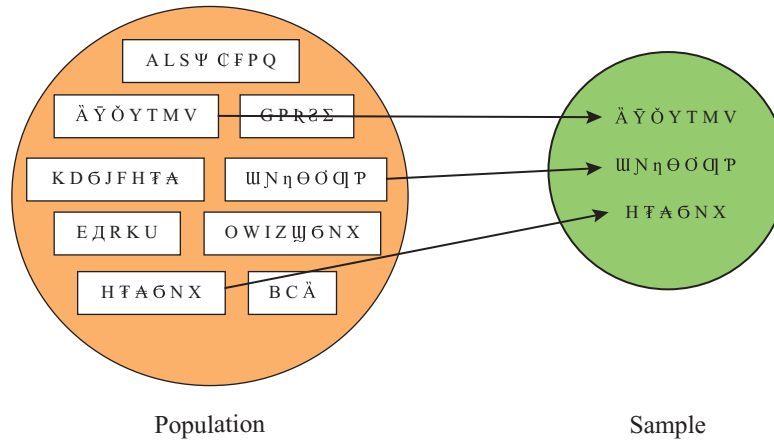 A L S Ψ ₵ ₣ P Q
Ȁ Ȳ Ǒ Y T M V
G P Ʀ Ƨ Σ
K D Ϭ J F H Ŧ ₳
Ɯ Ɲ η Ѳ Ơ Ƣ Ƥ
E Д R K U
O W I Z Ϣ Ϭ N X
H Ŧ ₳ Ϭ N X
B C Ȁ
Ȁ Ȳ Ǒ Y T M V
Ɯ Ɲ η Ѳ Ơ Ƣ Ƥ
H Ŧ ₳ Ϭ N X
Population
Sample